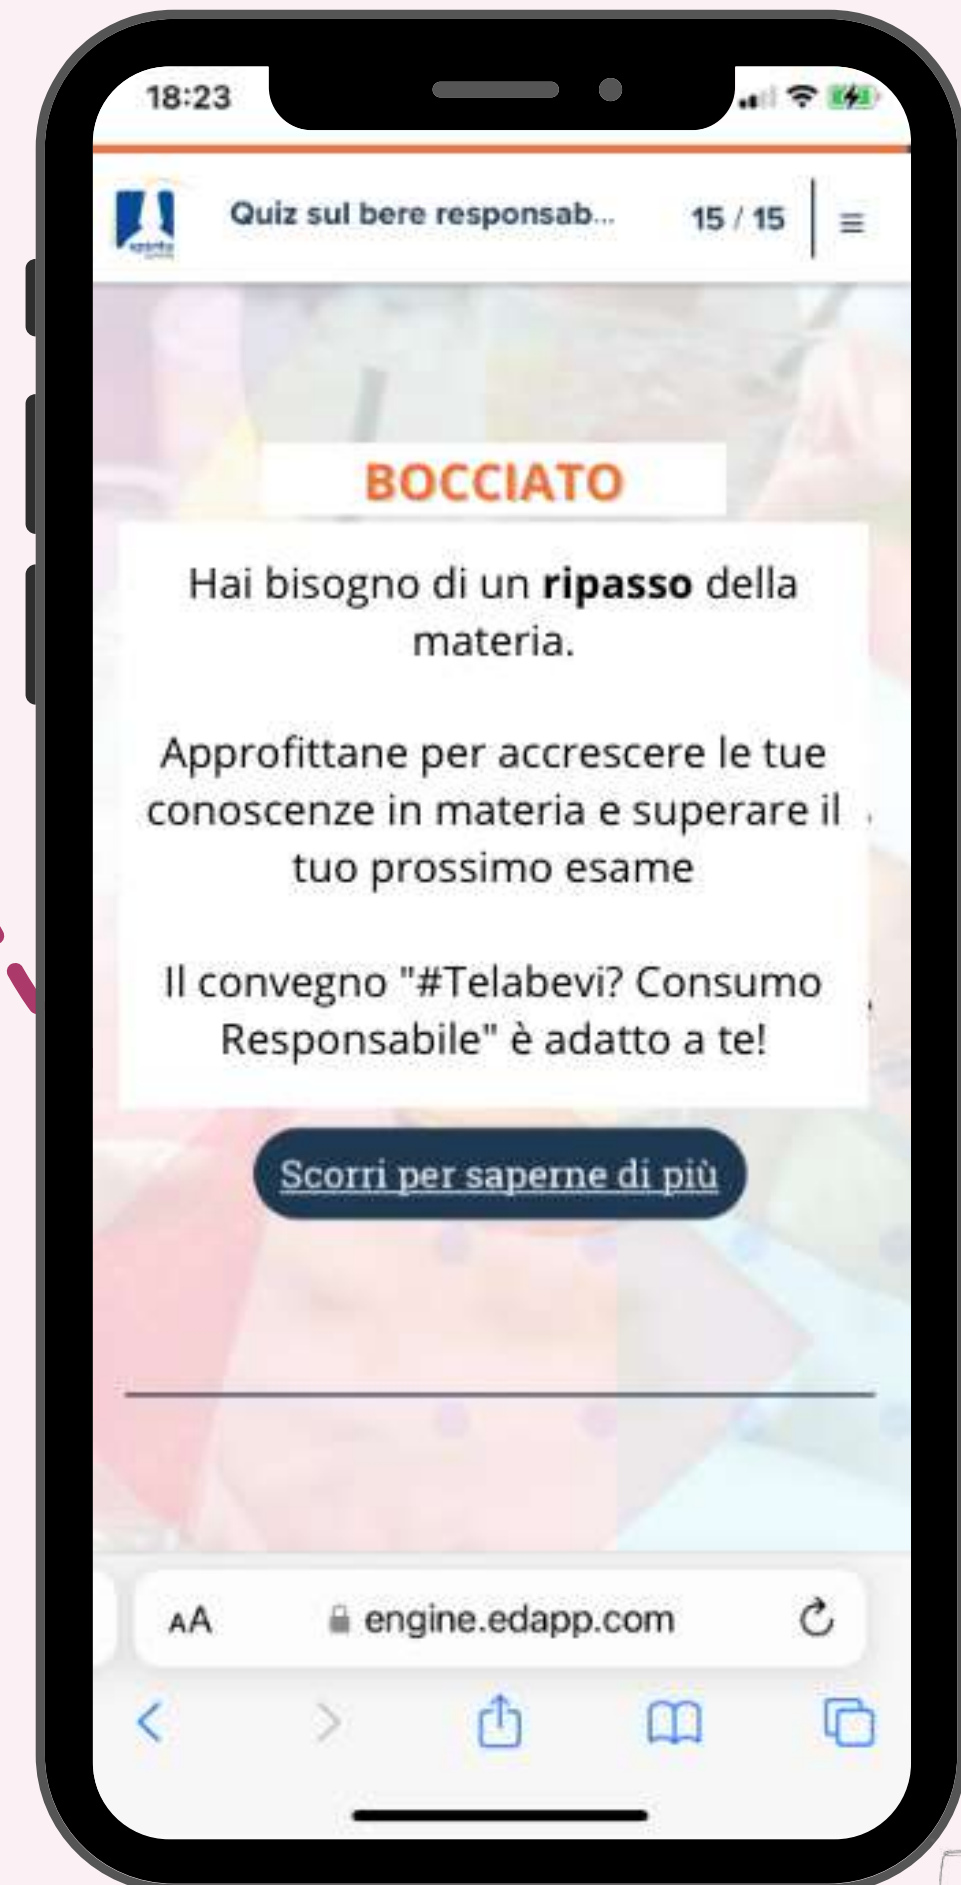 18:23
Quiz sul bere responsab... 15 / 15
BOCCIATO
Hai bisogno di un ripasso della
materia.
Approfittane per accrescere le tue
conoscenze in materia e superare il
tuo prossimo esame
Il convegno "#Telabevi? Consumo
Responsabile" è adatto a te!
Scorri per saperne di più
AA engine.edapp.com